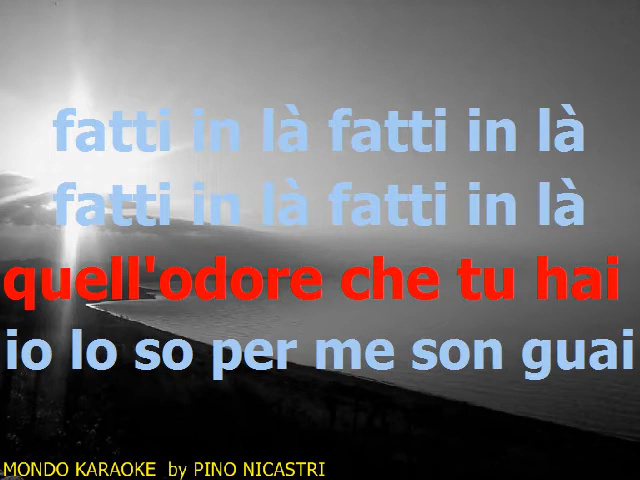 fatti in là fatti in là
fatti in là fatti in là
quell'odore che tu hai
io lo so per me son guai
MONDO KARAOKE by PINO NICASTRI